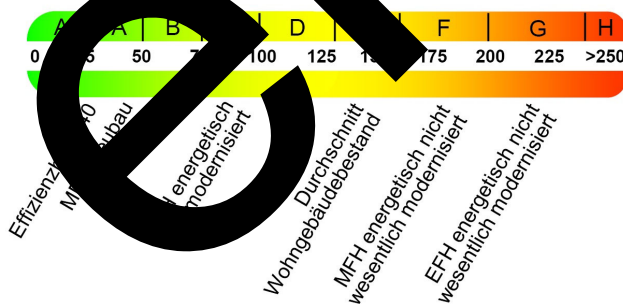 A A B D F G H
0 50 100 125 175 200 225 >250
40
energetisch
modernisiert
Durchschnitt
Wohngebäudebestand
MFH energetisch nicht
wesentlich modernisiert
EFH energetisch nicht
wesentlich modernisiert
e